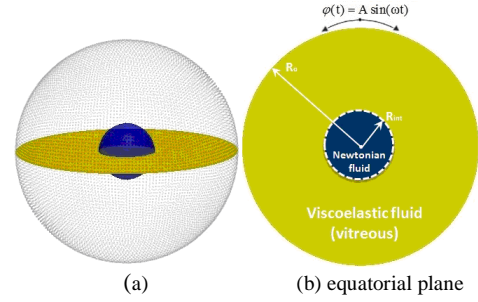 φ(t) = A sin(ωt)
R₀
R_int
Newtonian
fluid
Viscoelastic fluid
(vitreous)
(a)
(b) equatorial plane